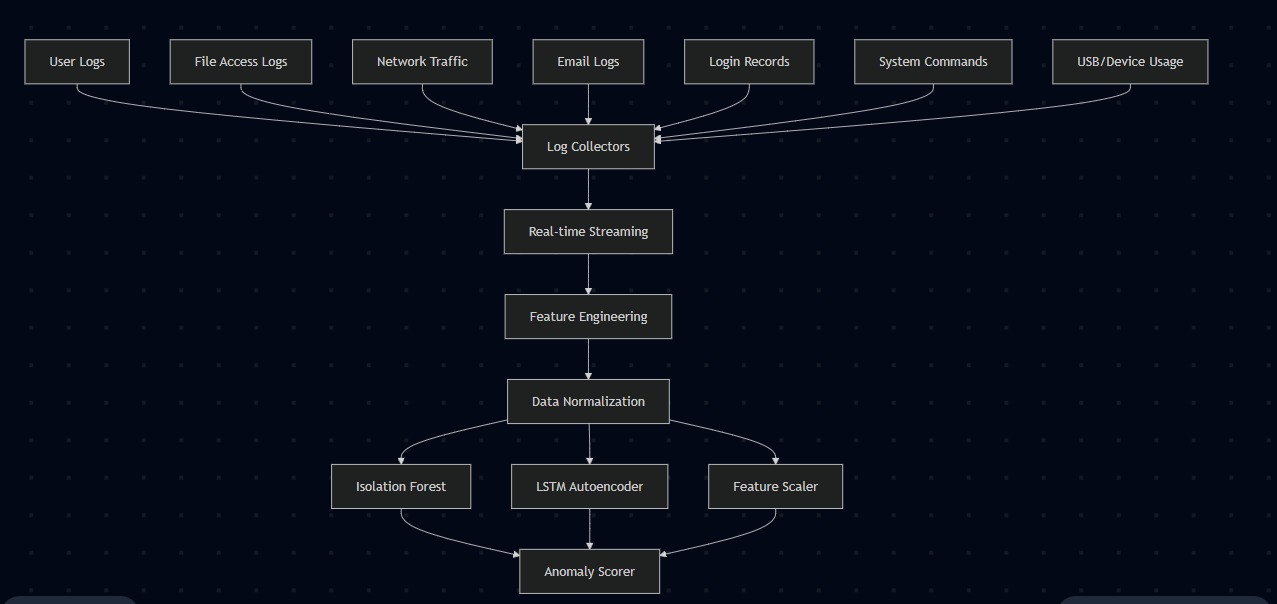 User Logs
File Access Logs
Network Traffic
Email Logs
Login Records
System Commands
USB/Device Usage
Log Collectors
Real-time Streaming
Feature Engineering
Data Normalization
Isolation Forest
LSTM Autoencoder
Feature Scaler
Anomaly Scorer